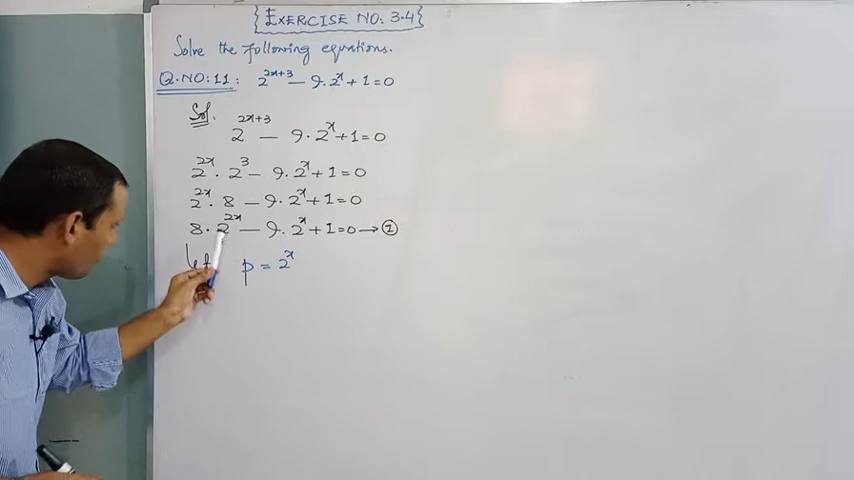 EXERCISE NO: 3.4
Solve the following equations.
Q.NO:11: 2^{2x+3} - 9.2^x + 1 = 0
Sol.
2^{2x+3} - 9.2^x + 1 = 0
2^{2x} . 2^3 - 9.2^x + 1 = 0
2^{2x} . 8 - 9.2^x + 1 = 0
8.2^{2x} - 9.2^x + 1 = 0 → ①
Let p = 2^x